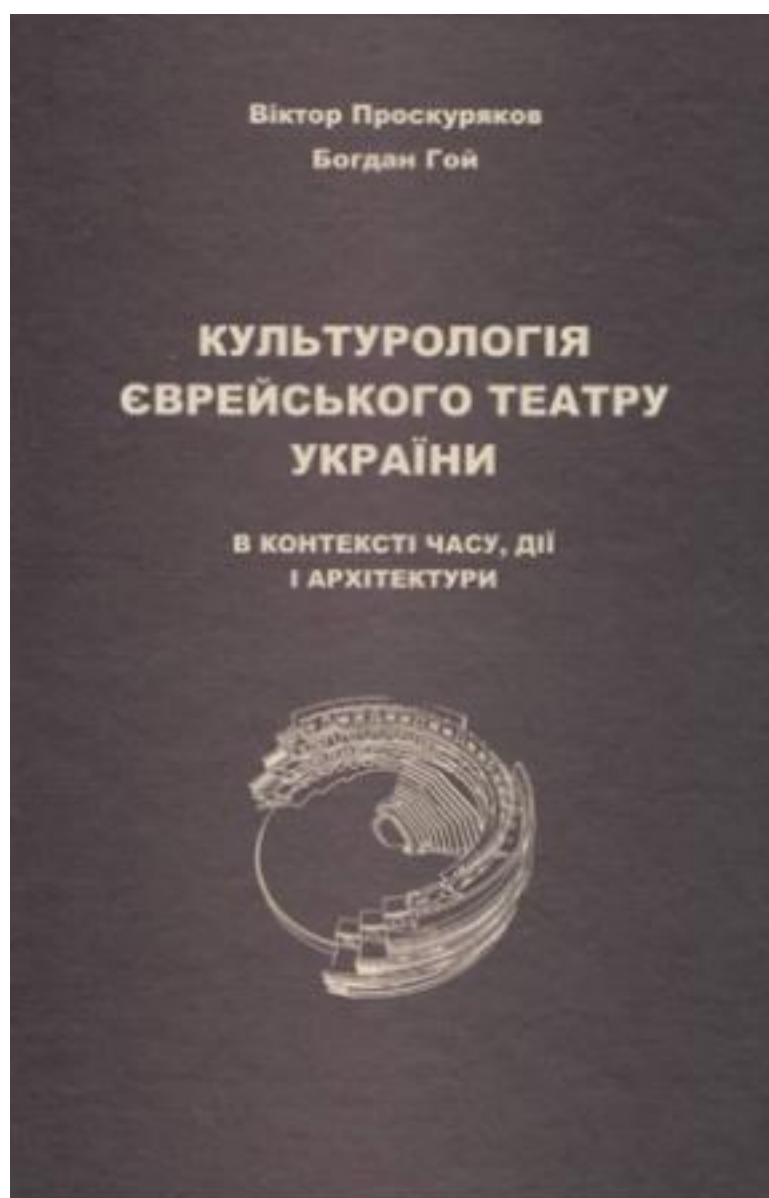 Віктор Проскуряков
Богдан Гой
КУЛЬТУРОЛОГІЯ
ЄВРЕЙСЬКОГО ТЕАТРУ
УКРАЇНИ
В КОНТЕКСТІ ЧАСУ, ДІЇ
І АРХІТЕКТУРИ